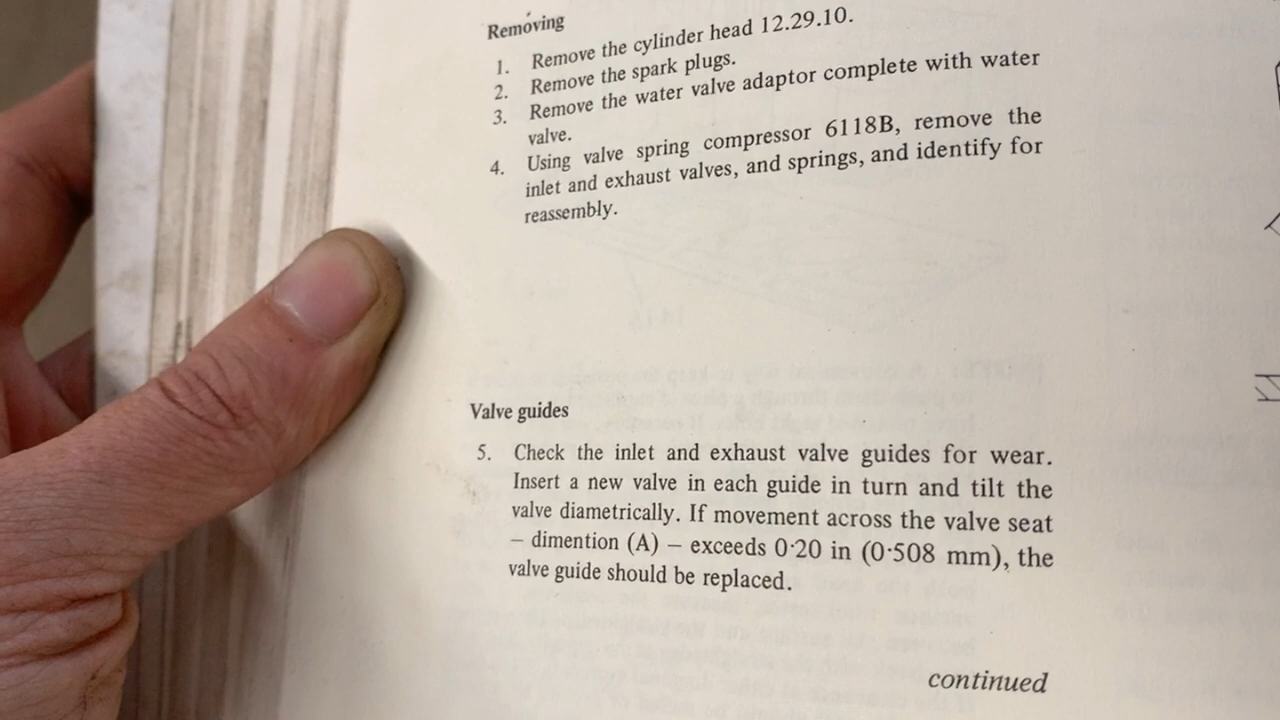 Removing
1. Remove the cylinder head 12.29.10.
2. Remove the spark plugs.
3. Remove the water valve adaptor complete with water
valve.
4. Using valve spring compressor 6118B, remove the
inlet and exhaust valves, and springs, and identify for
reassembly.
Valve guides
5. Check the inlet and exhaust valve guides for wear.
Insert a new valve in each guide in turn and tilt the
valve diametrically. If movement across the valve seat
– dimention (A) – exceeds 0·20 in (0·508 mm), the
valve guide should be replaced.
continued